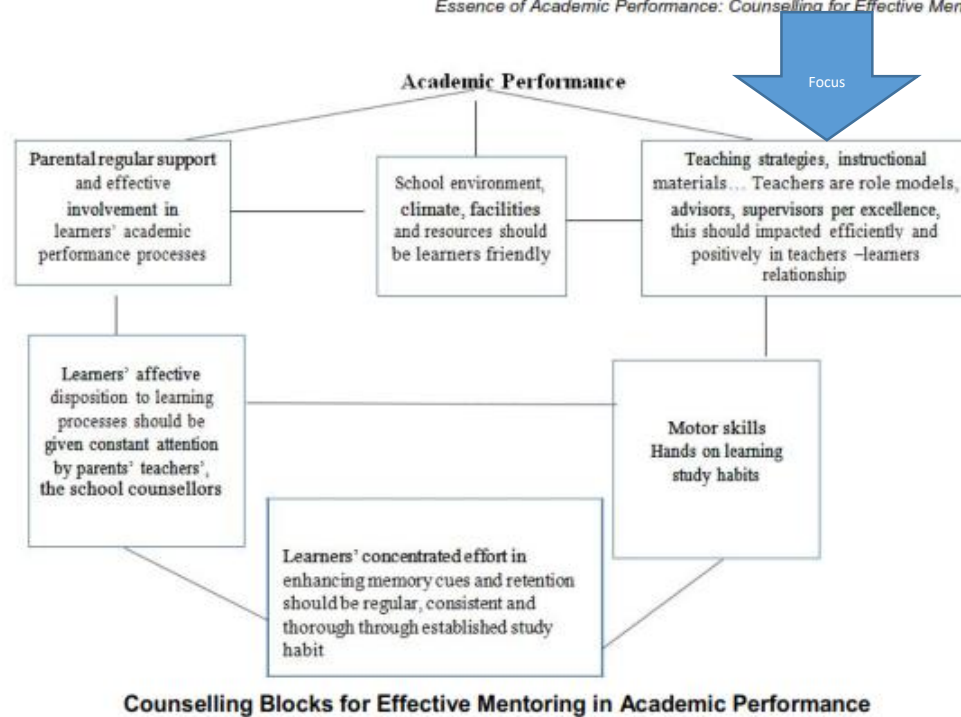 Essence of Academic Performance: Counselling for Effective Men
Focus
Academic Performance
Parental regular support
and effective
involvement in
learners' academic
performance processes
School environment,
climate, facilities
and resources should
be learners friendly
Teaching strategies, instructional
materials… Teachers are role models,
advisors, supervisors per excellence,
this should impacted efficiently and
positively in teachers –learners
relationship
Learners' affective
disposition to learning
processes should be
given constant attention
by parents' teachers',
the school counsellors
Motor skills
Hands on learning
study habits
Learners' concentrated effort in
enhancing memory cues and retention
should be regular, consistent and
thorough through established study
habit
Counselling Blocks for Effective Mentoring in Academic Performance